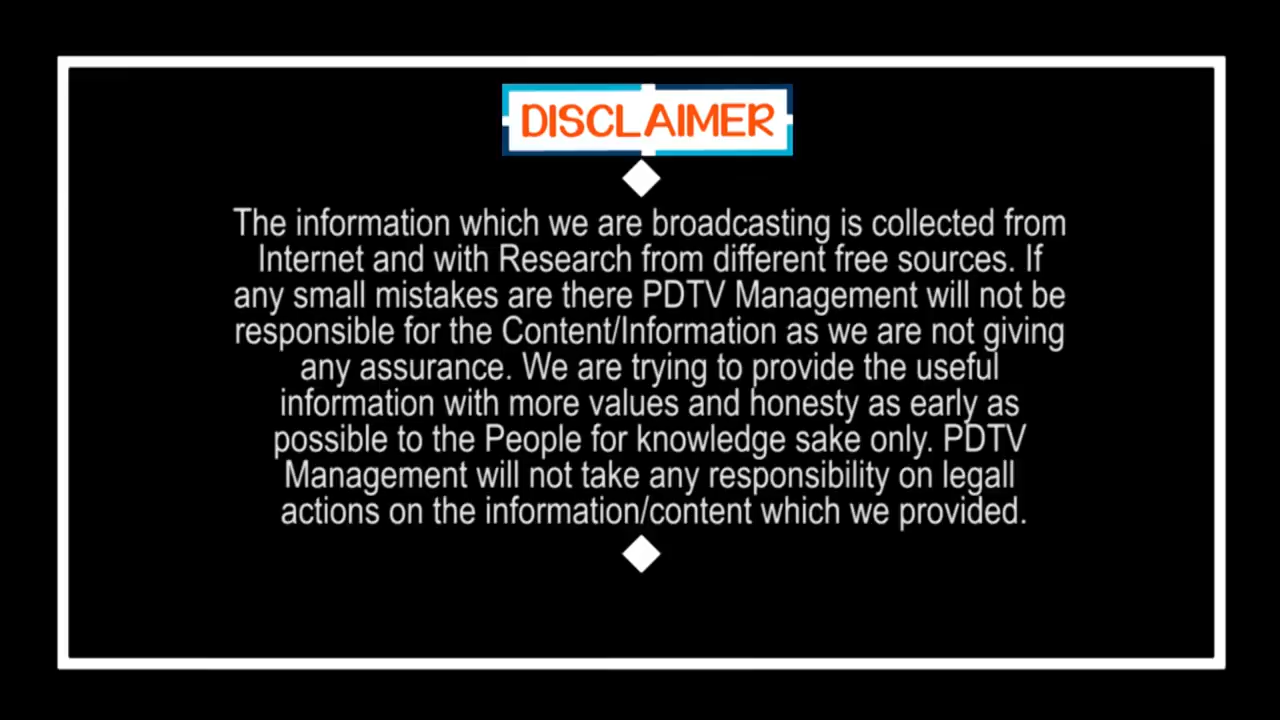 DISCLAIMER
The information which we are broadcasting is collected from
Internet and with Research from different free sources. If
any small mistakes are there PDTV Management will not be
responsible for the Content/Information as we are not giving
any assurance. We are trying to provide the useful
information with more values and honesty as early as
possible to the People for knowledge sake only. PDTV
Management will not take any responsibility on legall
actions on the information/content which we provided.